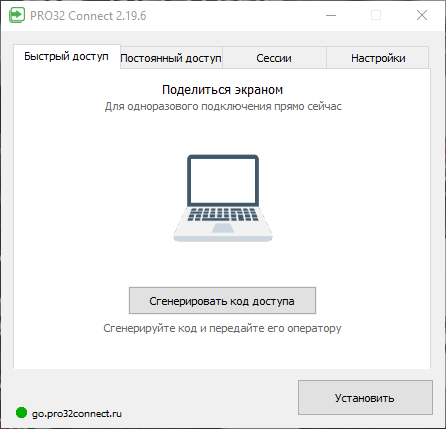 PRO32 Connect 2.19.6
Быстрый доступ
Постоянный доступ
Сессии
Настройки
Поделиться экраном
Для одноразового подключения прямо сейчас
Сгенерировать код доступа
Сгенерируйте код и передайте его оператору
Установить
go.pro32connect.ru